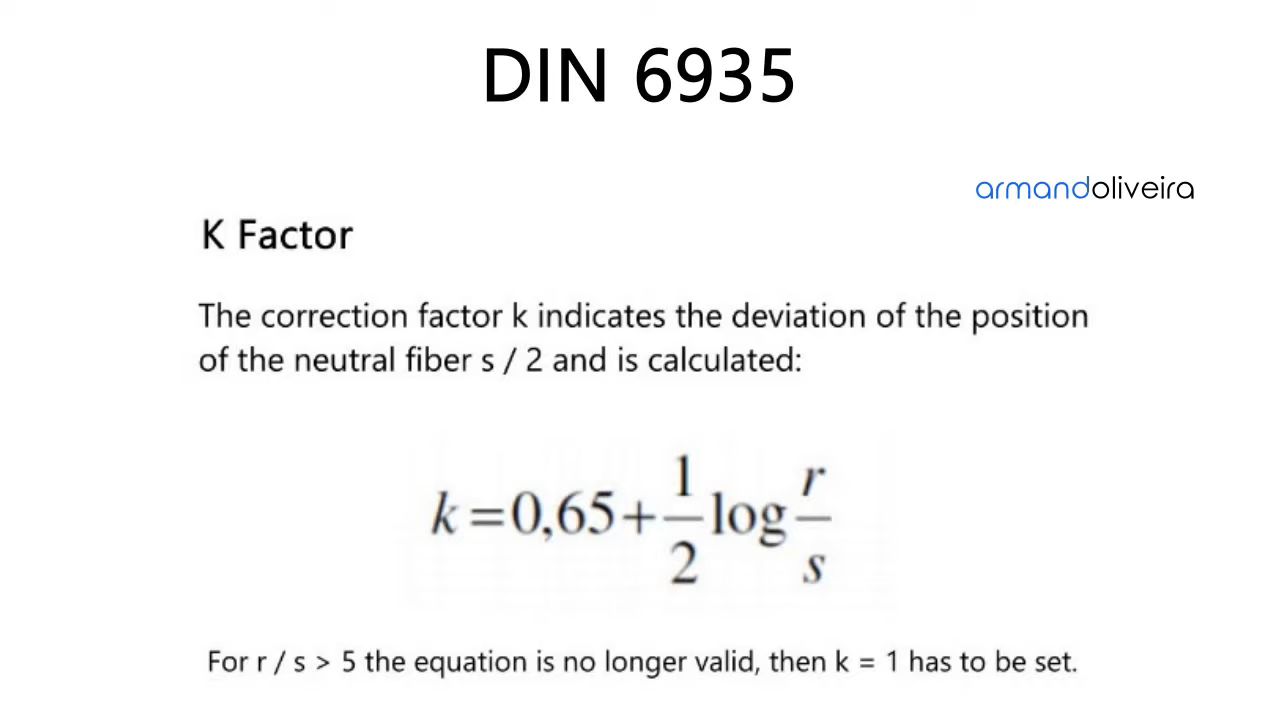 DIN 6935
armandoliveira
K Factor
The correction factor k indicates the deviation of the position
of the neutral fiber s / 2 and is calculated:
k = 0,65 + 1/2 log r/s
For r / s > 5 the equation is no longer valid, then k = 1 has to be set.